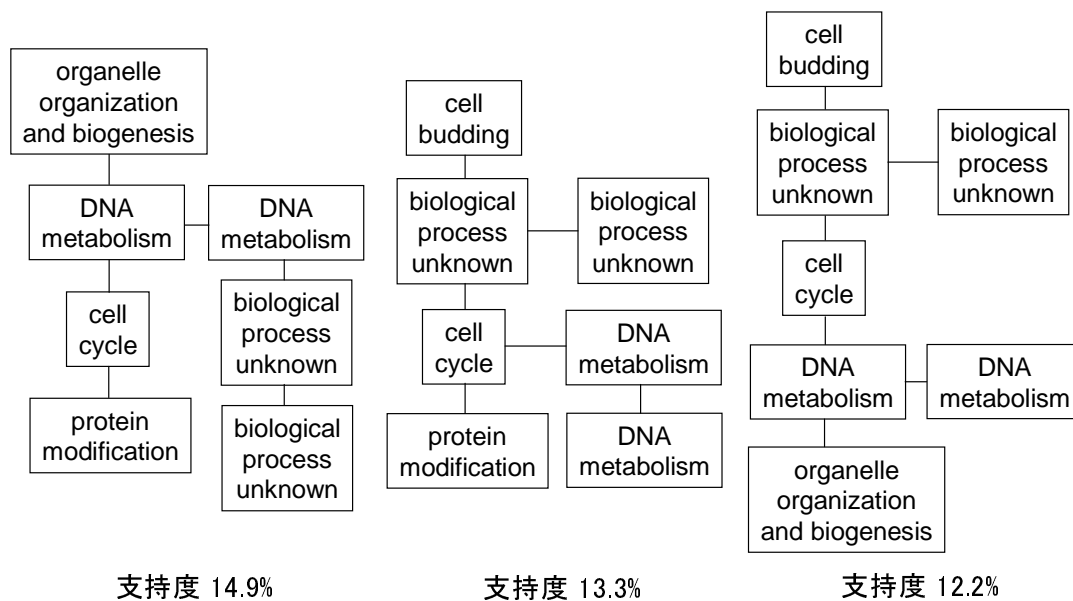 organelle
organization
and biogenesis
DNA
metabolism
DNA
metabolism
cell
cycle
biological
process
unknown
protein
modification
biological
process
unknown
支持度 14.9%
cell
budding
biological
process
unknown
biological
process
unknown
cell
cycle
DNA
metabolism
protein
modification
DNA
metabolism
支持度 13.3%
cell
budding
biological
process
unknown
biological
process
unknown
cell
cycle
DNA
metabolism
DNA
metabolism
organelle
organization
and biogenesis
支持度 12.2%